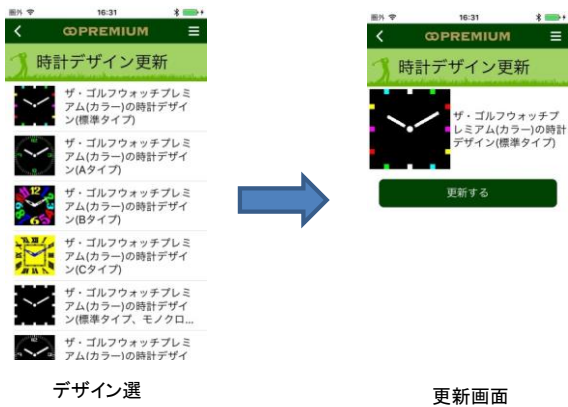 圏外 16:31
PREMIUM
時計デザイン更新
ザ・ゴルフウォッチプレミ
アム(カラー)の時計デザイ
ン(標準タイプ)
ザ・ゴルフウォッチプレミ
アム(カラー)の時計デザイ
ン(Aタイプ)
ザ・ゴルフウォッチプレミ
アム(カラー)の時計デザイ
ン(Bタイプ)
ザ・ゴルフウォッチプレミ
アム(カラー)の時計デザイ
ン(Cタイプ)
ザ・ゴルフウォッチプレミ
アム(カラー)の時計デザイ
ン(標準タイプ、モノクロ...
ザ・ゴルフウォッチプレミ
アム(カラー)の時計デザイ
デザイン選
圏外 16:31
PREMIUM
時計デザイン更新
ザ・ゴルフウォッチプ
レミアム(カラー)の時計
デザイン(標準タイプ)
更新する
更新画面